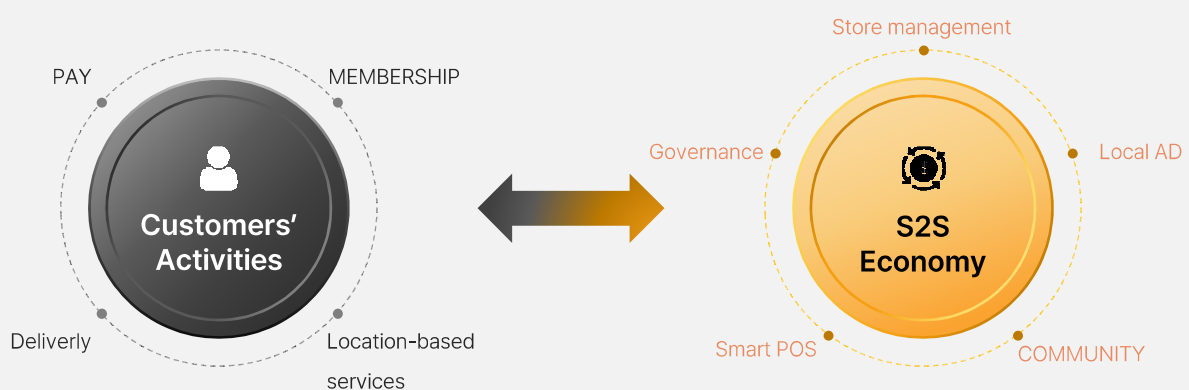 PAY
MEMBERSHIP
Customers’
Activities
Deliverly
Location-based
services
Store management
Governance
Local AD
S2S
Economy
Smart POS
COMMUNITY